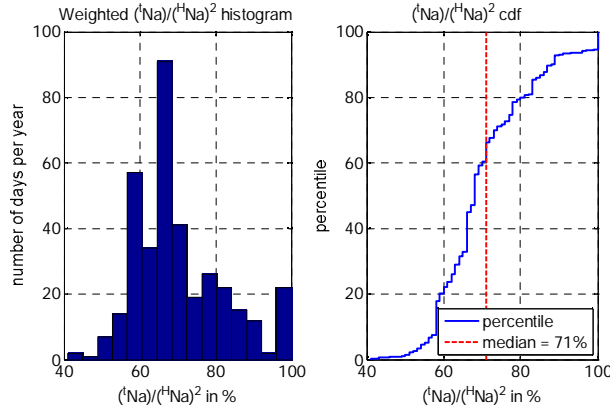 Weighted (ᵗNa)/(ᴴNa)² histogram
100
80
60
40
20
0
number of days per year
40 60 80 100
(ᵗNa)/(ᴴNa)² in %
(ᵗNa)/(ᴴNa)² cdf
100
80
60
40
20
0
percentile
percentile
median = 71%
40 60 80 100
(ᵗNa)/(ᴴNa)² in %